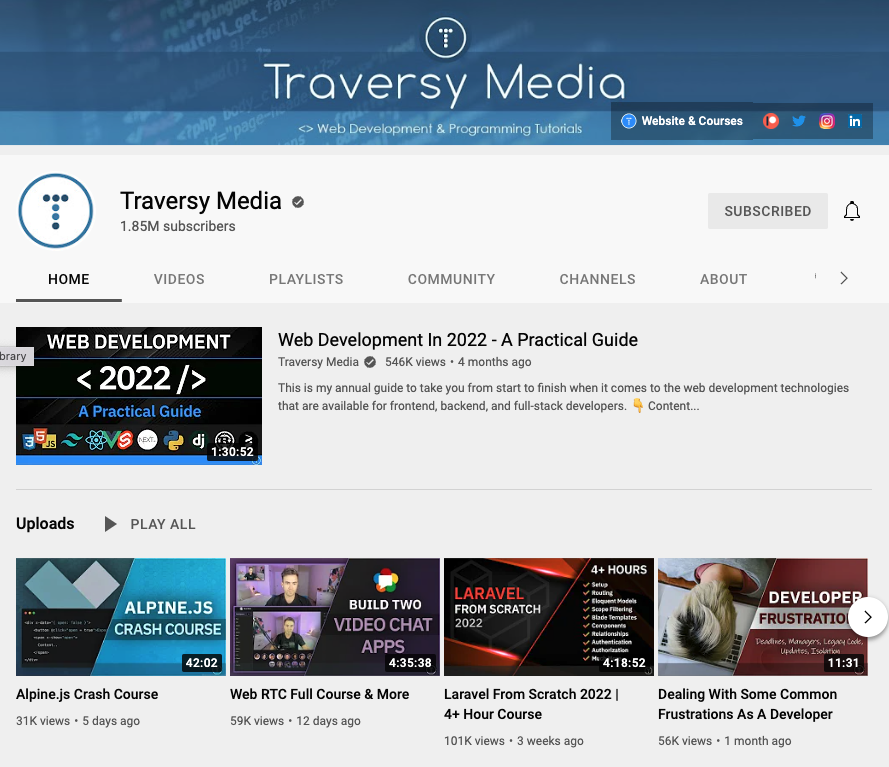 Traversy Media
<> Web Development & Programming Tutorials
Website & Courses
Traversy Media
1.85M subscribers
SUBSCRIBED
HOME VIDEOS PLAYLISTS COMMUNITY CHANNELS ABOUT
brary
WEB DEVELOPMENT
< 2022 />
A Practical Guide
1:30:52
Web Development In 2022 - A Practical Guide
Traversy Media 546K views • 4 months ago
This is my annual guide to take you from start to finish when it comes to the web development technologies
that are available for frontend, backend, and full-stack developers. 👇 Content...
Uploads PLAY ALL
ALPINE.JS
CRASH COURSE
42:02
BUILD TWO
VIDEO CHAT
APPS
4:35:38
LARAVEL
FROM SCRATCH
2022
4+ HOURS
Setup
Routing
Eloquent Models
Scope Filtering
Blade Templates
Components
Relationships
Authentication
Authorization
4:18:52
DEVELOPER
FRUSTRATIO
Deadlines, Managers, Legacy Code,
Updates, Isolation
11:31
Alpine.js Crash Course
31K views • 5 days ago
Web RTC Full Course & More
59K views • 12 days ago
Laravel From Scratch 2022 |
4+ Hour Course
101K views • 3 weeks ago
Dealing With Some Common
Frustrations As A Developer
56K views • 1 month ago